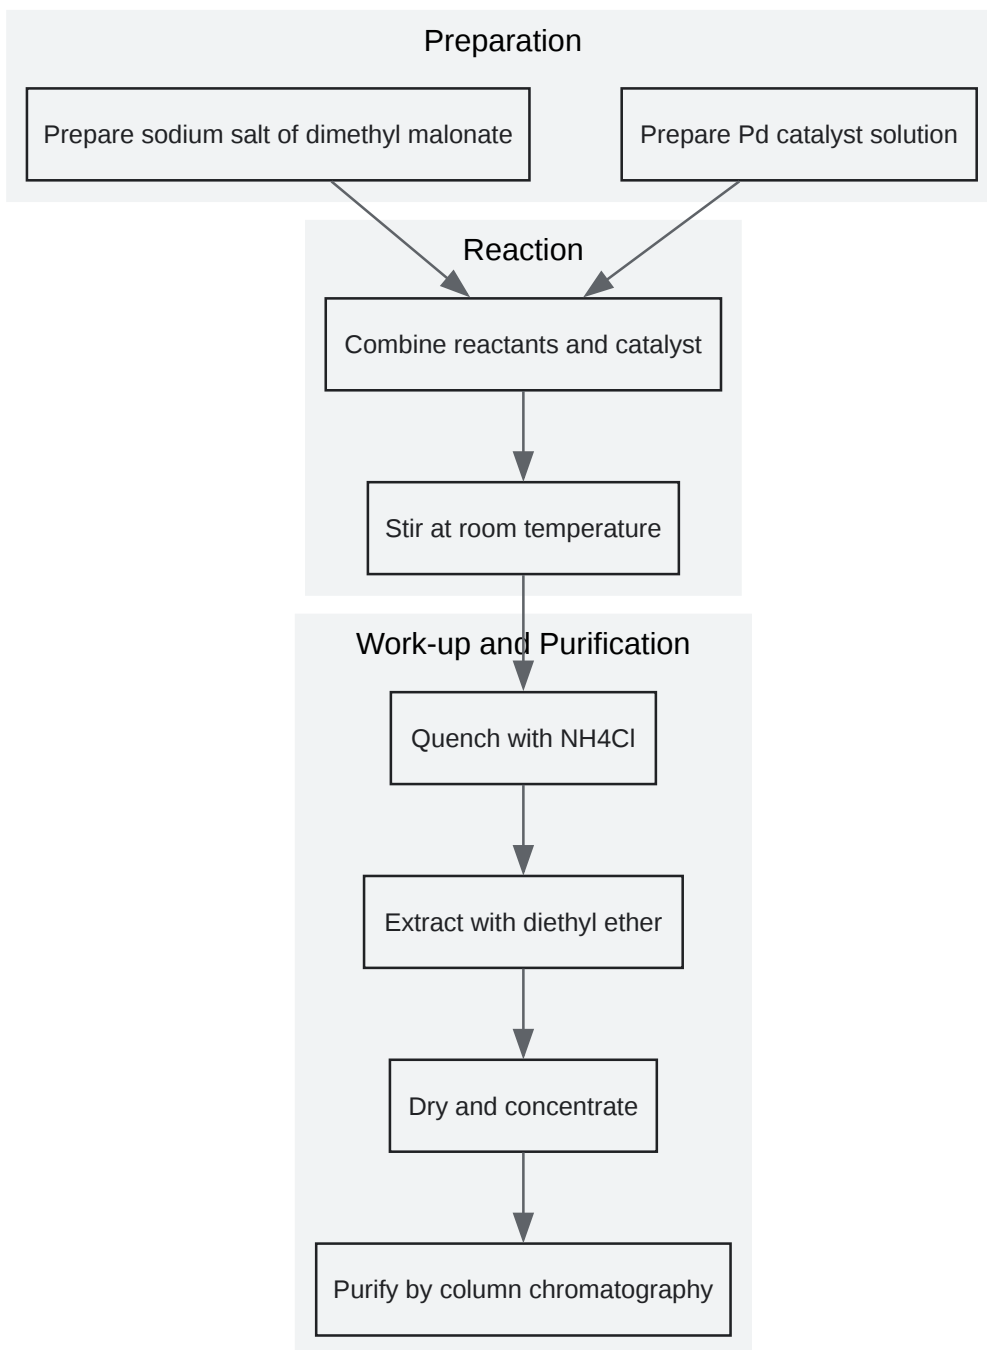 Preparation
Prepare sodium salt of dimethyl malonate
Prepare Pd catalyst solution
Reaction
Combine reactants and catalyst
Stir at room temperature
Work-up and Purification
Quench with NH4Cl
Extract with diethyl ether
Dry and concentrate
Purify by column chromatography